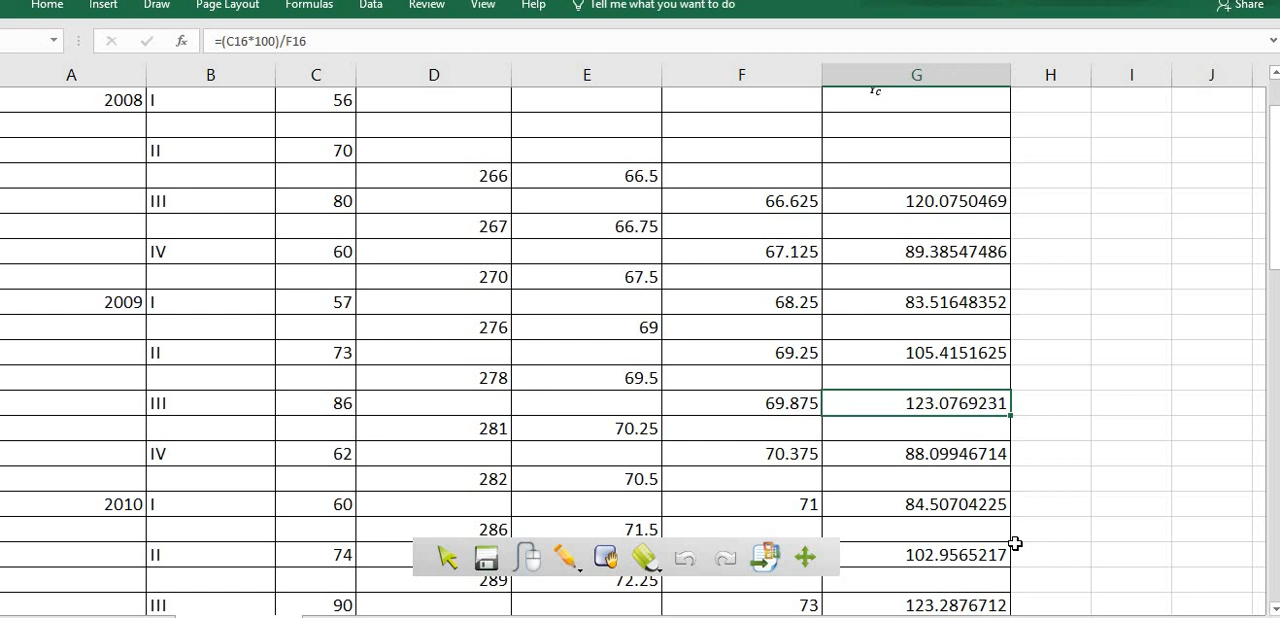 Home Insert Draw Page Layout Formulas Data Review View Help Tell me what you want to do Share
fx =(C16*100)/F16
A B C D E F G H I J
2008 I 56
II 70
266 66.5
III 80 66.625 120.0750469
267 66.75
IV 60 67.125 89.38547486
270 67.5
2009 I 57 68.25 83.51648352
276 69
II 73 69.25 105.4151625
278 69.5
III 86 69.875 123.0769231
281 70.25
IV 62 70.375 88.09946714
282 70.5
2010 I 60 71 84.50704225
286 71.5
II 74 102.9565217
289 72.25
III 90 73 123.2876712